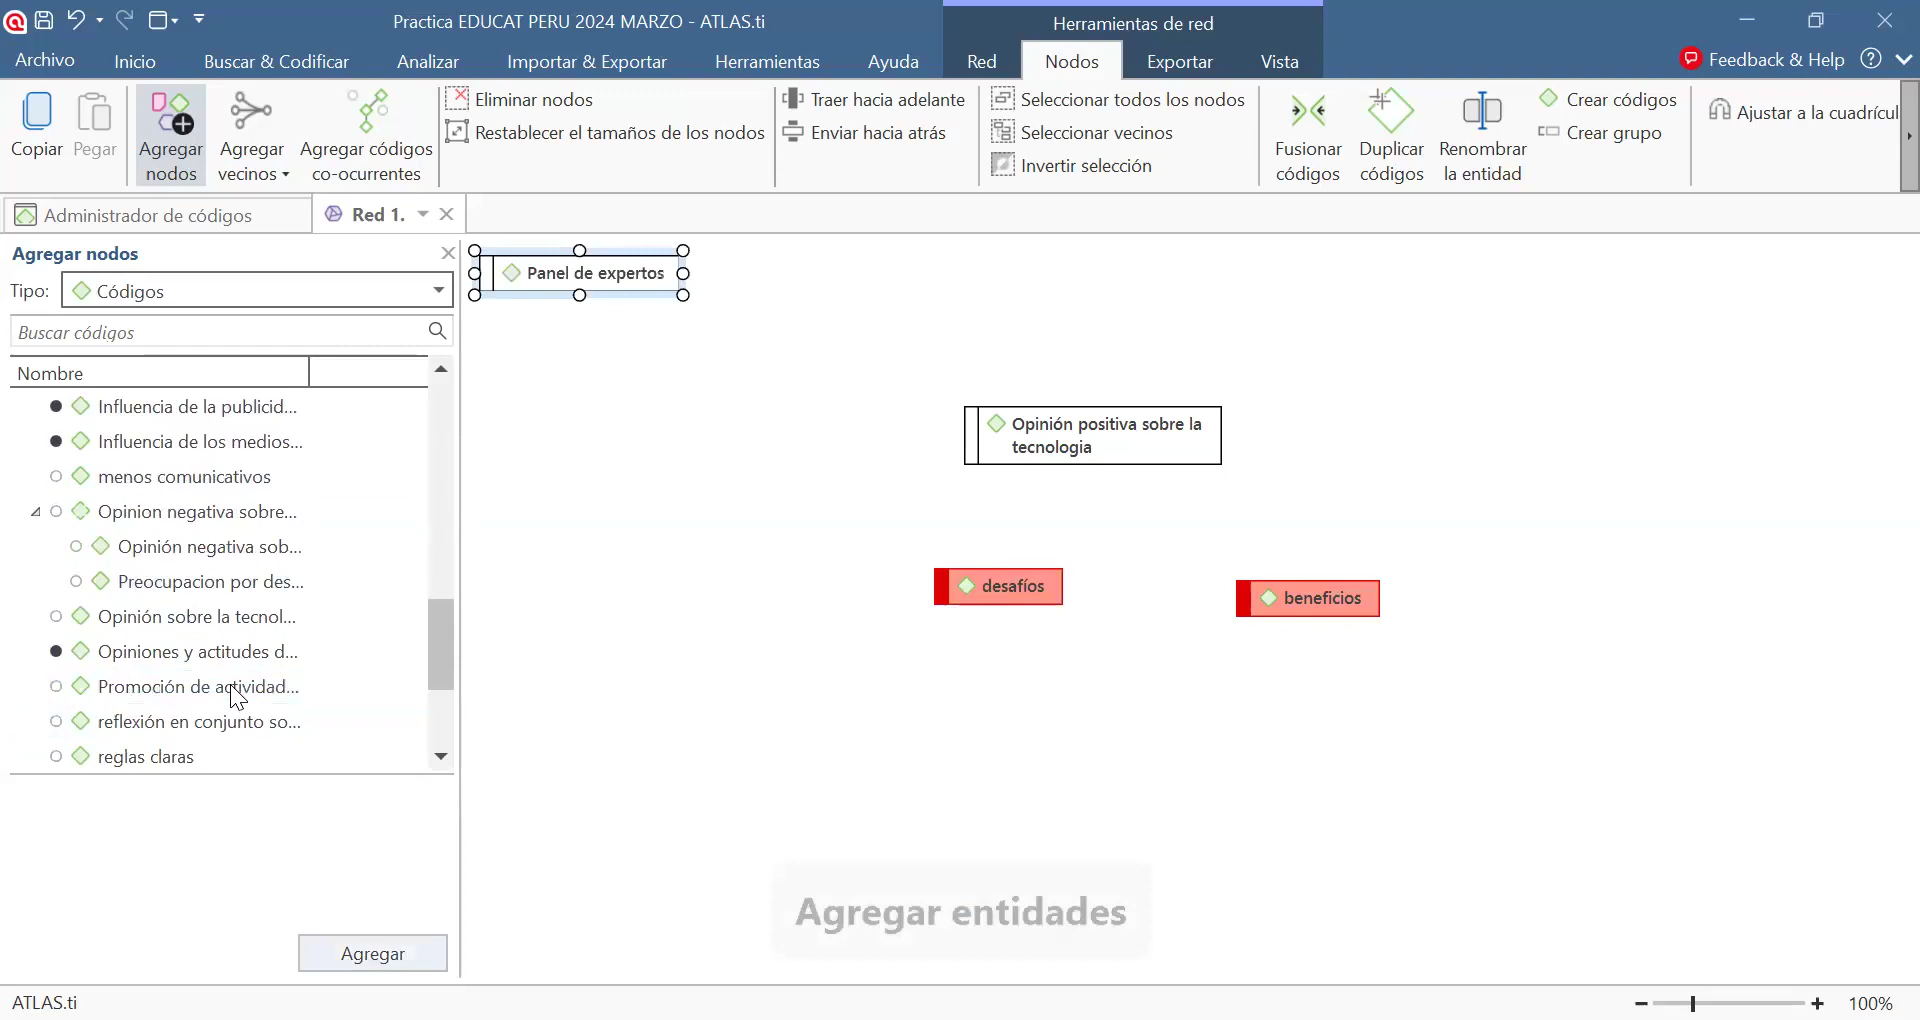 Practica EDUCAT PERU 2024 MARZO - ATLAS.ti
Herramientas de red
Archivo Inicio Buscar & Codificar Analizar Importar & Exportar Herramientas Ayuda Red Nodos Exportar Vista Feedback & Help
Copiar
Pegar
Agregar
nodos
Agregar
vecinos
Agregar códigos
co-ocurrentes
Eliminar nodos
Restablecer el tamaños de los nodos
Traer hacia adelante
Enviar hacia atrás
Seleccionar todos los nodos
Seleccionar vecinos
Invertir selección
Fusionar
códigos
Duplicar
códigos
Renombrar
la entidad
Crear códigos
Crear grupo
Ajustar a la cuadrícul
Administrador de códigos
Red 1.
Agregar nodos
Tipo: Códigos
Buscar códigos
Nombre
Influencia de la publicid...
Influencia de los medios...
menos comunicativos
Opinion negativa sobre...
Opinión negativa sob...
Preocupacion por des...
Opinión sobre la tecnol...
Opiniones y actitudes d...
Promoción de actividad...
reflexión en conjunto so...
reglas claras
Agregar
Panel de expertos
Opinión positiva sobre la
tecnologia
desafíos
beneficios
Agregar entidades
ATLAS.ti
100%